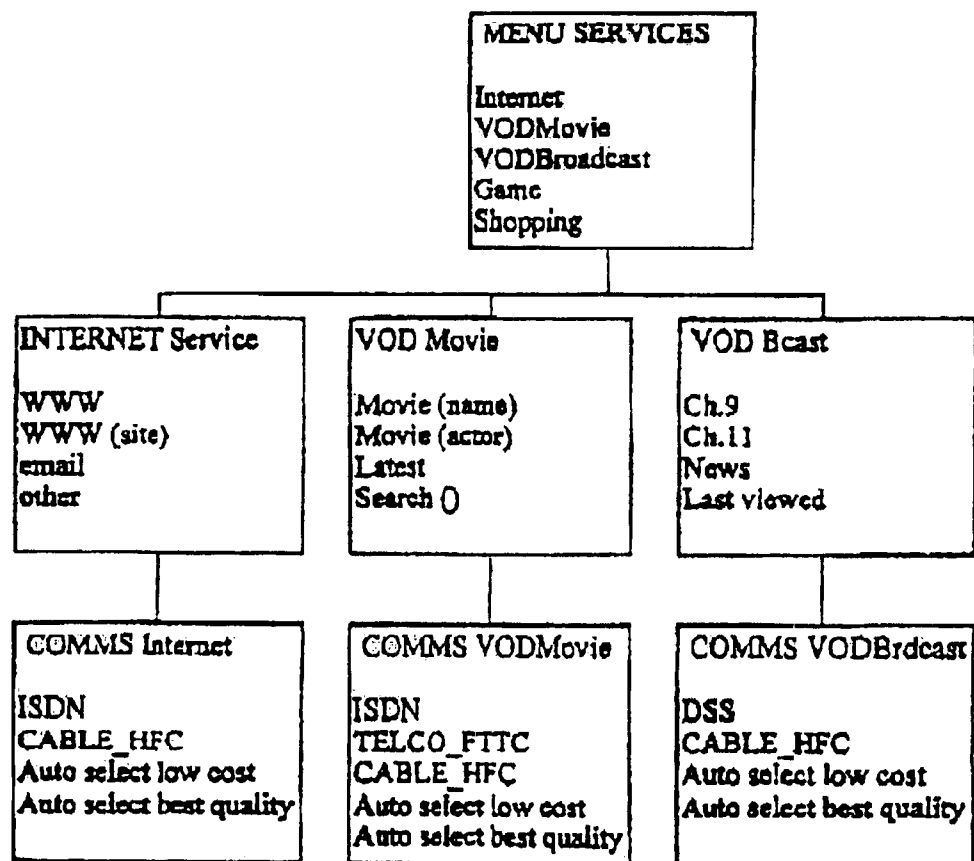 MENU SERVICES
Internet
VODMovie
VODBroadcast
Game
Shopping
INTERNET Service
WWW
WWW (site)
email
other
VOD Movie
Movie (name)
Movie (actor)
Latest
Search ()
VOD Bcast
Ch.9
Ch.11
News
Last viewed
COMMS Internet
ISDN
CABLE_HFC
Auto select low cost
Auto select best quality
COMMS VODMovie
ISDN
TELCO_FTTC
CABLE_HFC
Auto select low cost
Auto select best quality
COMMS VODBrdcast
DSS
CABLE_HFC
Auto select low cost
Auto select best quality